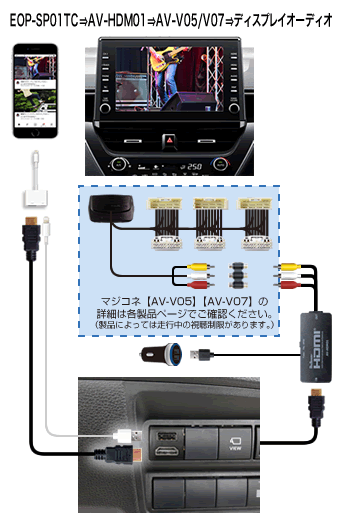 EOP-SP01TC⇒AV-HDM01⇒AV-V05/V07⇒ディスプレイオーディオ
マジコネ【AV-V05】【AV-V07】の
詳細は各製品ページでご確認ください。
(製品によっては走行中の視聴制限があります。)
HDMI
VIEW